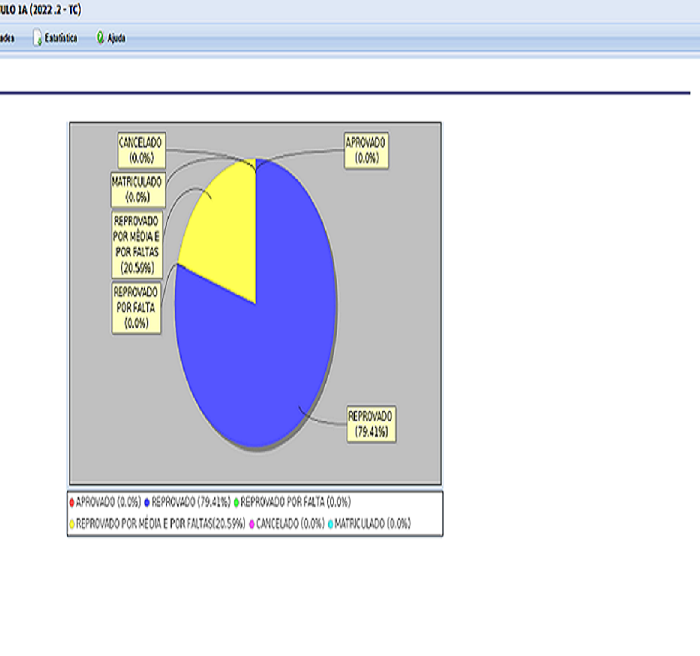 ULO 1A (2022 .2 - TC)
ades Estatística Ajuda
CANCELADO
(0.0%)
APROVADO
(0.0%)
MATRICULADO
(0.0%)
REPROVADO
POR MÉDIA E
POR FALTAS
(20.59%)
REPROVADO
POR FALTA
(0.0%)
REPROVADO
(79.41%)
APROVADO (0.0%) REPROVADO (79.41%) REPROVADO POR FALTA (0.0%)
REPROVADO POR MÉDIA E POR FALTAS(20.59%) CANCELADO (0.0%) MATRICULADO (0.0%)